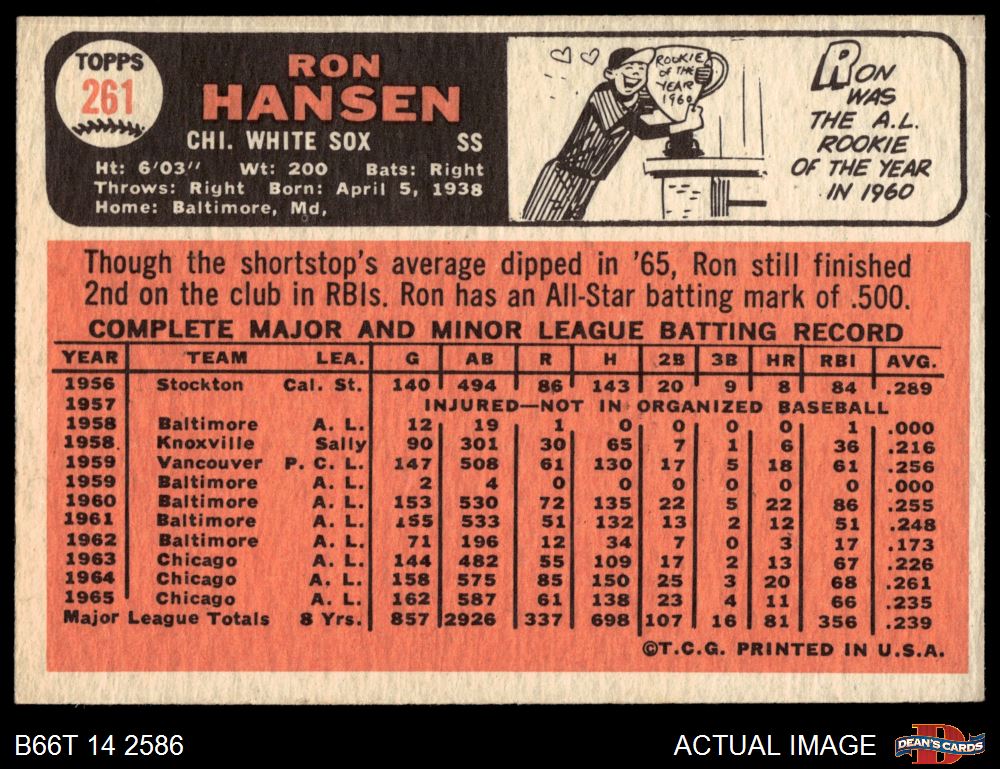 TOPPS
261
RON
HANSEN
CHI. WHITE SOX SS
Ht: 6'03" Wt: 200 Bats: Right
Throws: Right Born: April 5, 1938
Home: Baltimore, Md,
ROOKIE
OF THE
YEAR
1960
RON
WAS
THE A.L.
ROOKIE
OF THE YEAR
IN 1960
Though the shortstop's average dipped in '65, Ron still finished
2nd on the club in RBIs. Ron has an All-Star batting mark of .500.
COMPLETE MAJOR AND MINOR LEAGUE BATTING RECORD
YEAR TEAM LEA. G AB R H 2B 3B HR RBI AVG.
1956 Stockton Cal. St. 140 494 86 143 20 9 8 84 .289
1957 INJURED—NOT IN ORGANIZED BASEBALL
1958 Baltimore A. L. 12 19 1 0 0 0 0 1 .000
1958 Knoxville Sally 90 301 30 65 7 1 6 36 .216
1959 Vancouver P. C. L. 147 508 61 130 17 5 18 61 .256
1959 Baltimore A. L. 2 4 0 0 0 0 0 0 .000
1960 Baltimore A. L. 153 530 72 135 22 5 22 86 .255
1961 Baltimore A. L. 155 533 51 132 13 2 12 51 .248
1962 Baltimore A. L. 71 196 12 34 7 0 3 17 .173
1963 Chicago A. L. 144 482 55 109 17 2 13 67 .226
1964 Chicago A. L. 158 575 85 150 25 3 20 68 .261
1965 Chicago A. L. 162 587 61 138 23 4 11 66 .235
Major League Totals 8 Yrs. 857 2926 337 698 107 16 81 356 .239
©T.C.G. PRINTED IN U.S.A.
B66T 14 2586
ACTUAL IMAGE
DEAN'S CARDS